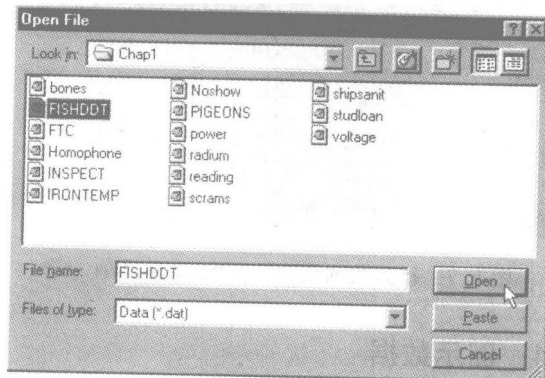 Open File
Look in: Chap1
bones
FISHDDT
FTC
Homophone
INSPECT
IRONTEMP
Noshow
PIGEONS
power
radium
reading
scrams
shipsanit
studloan
voltage
File name: FISHDDT
Open
Files of type: Data (*.dat)
Paste
Cancel